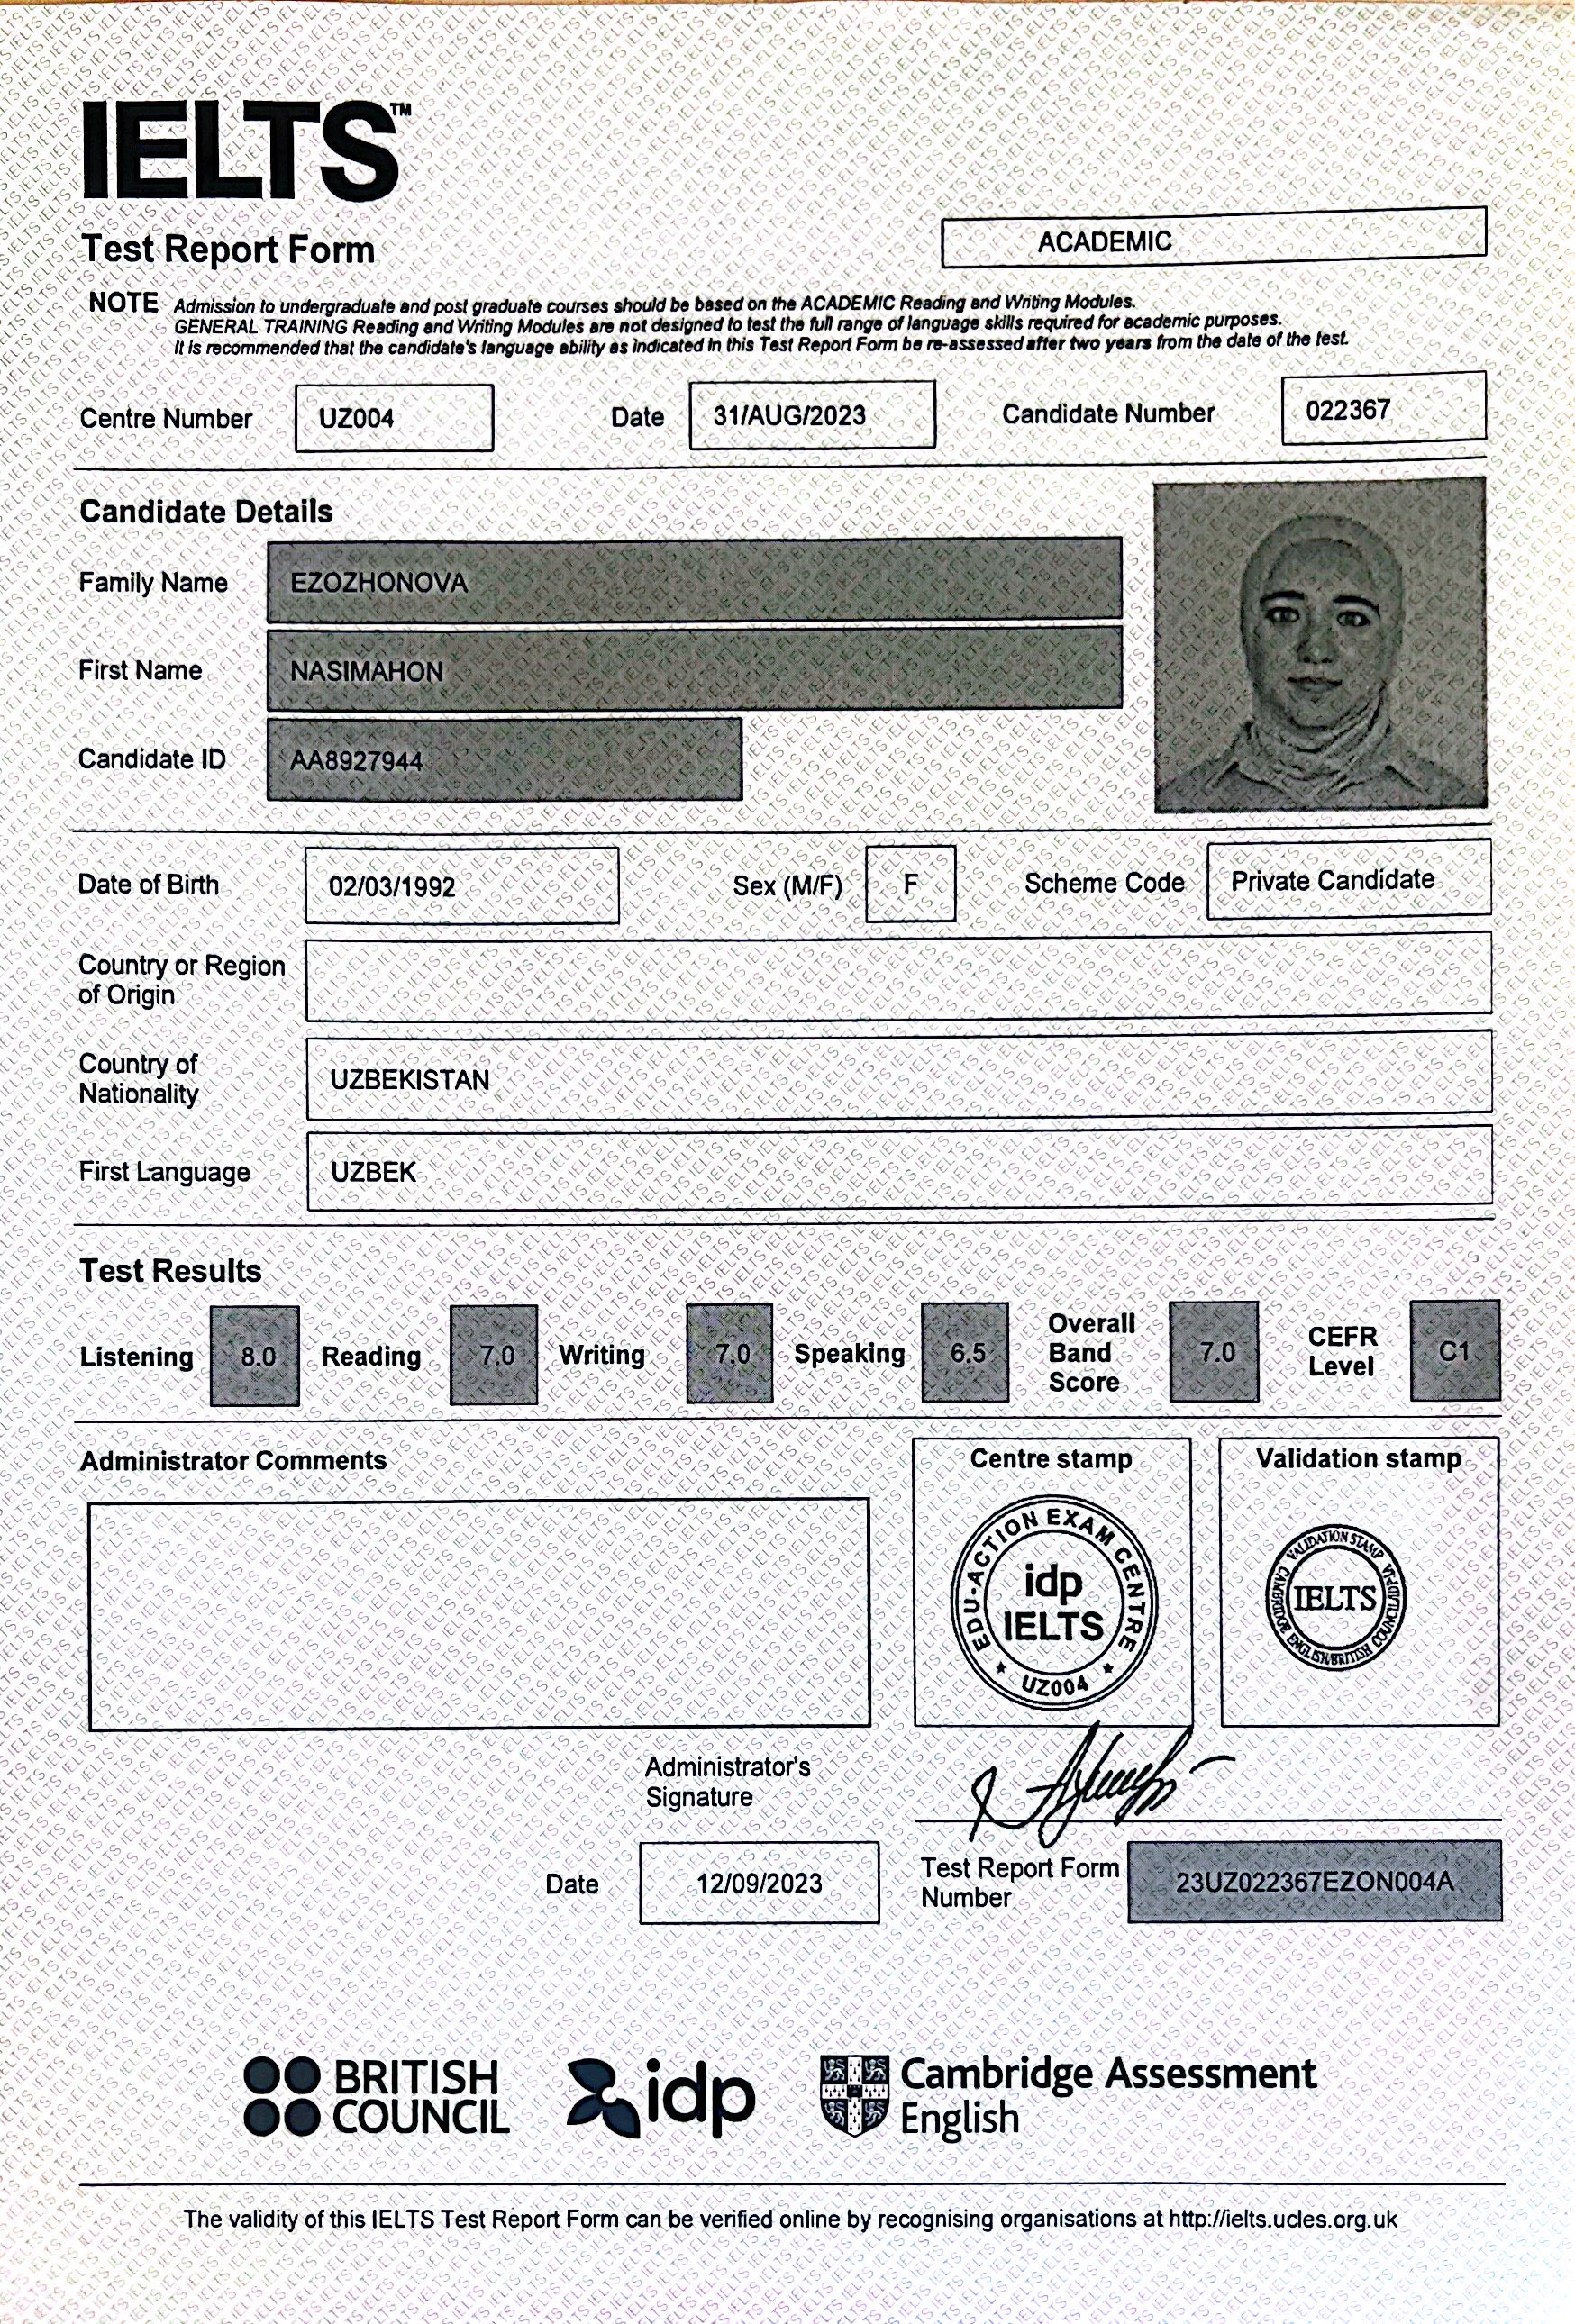 IELTS™
Test Report Form
ACADEMIC
NOTE Admission to undergraduate and post graduate courses should be based on the ACADEMIC Reading and Writing Modules.
GENERAL TRAINING Reading and Writing Modules are not designed to test the full range of language skills required for academic purposes.
It is recommended that the candidate's language ability as indicated in this Test Report Form be re-assessed after two years from the date of the test.
Centre Number UZ004 Date 31/AUG/2023 Candidate Number 022367
Candidate Details
Family Name EZOZHONOVA
First Name NASIMAHON
Candidate ID AA8927944
Date of Birth 02/03/1992 Sex (M/F) F Scheme Code Private Candidate
Country or Region
of Origin
Country of
Nationality UZBEKISTAN
First Language UZBEK
Test Results
Listening 8.0 Reading 7.0 Writing 7.0 Speaking 6.5 Overall Band Score 7.0 CEFR Level C1
Administrator Comments
Centre stamp
EDU-ACTION EXAM CENTRE
idp
IELTS
UZ004
Validation stamp
VALIDATION STAMP
IELTS
CAMBRIDGE ENGLISH BRITISH COUNCIL
Administrator's
Signature
Date 12/09/2023
Test Report Form
Number 23UZ022367EZON004A
BRITISH
COUNCIL
idp
Cambridge Assessment
English
The validity of this IELTS Test Report Form can be verified online by recognising organisations at http://ielts.ucles.org.uk